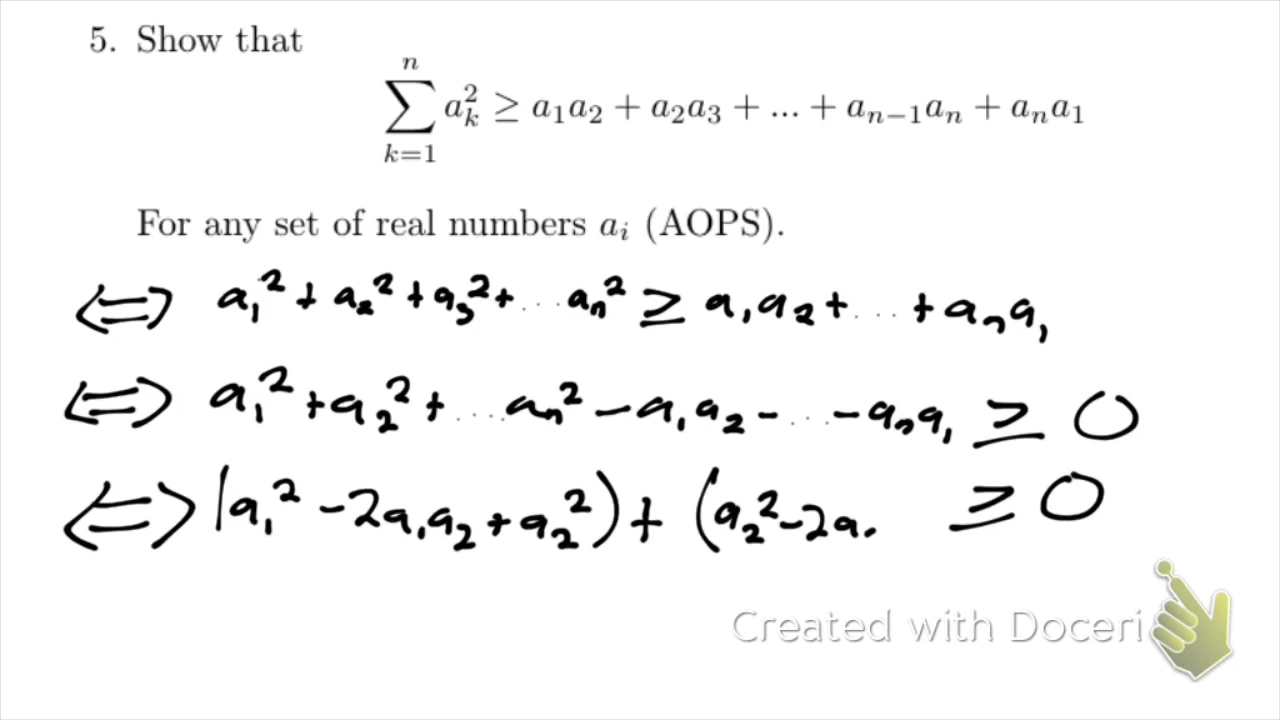 5. Show that
n
∑ a_k^2 ≥ a_1a_2 + a_2a_3 + ... + a_{n−1}a_n + a_na_1
k=1
For any set of real numbers a_i (AOPS).
⟺ a_1^2 + a_2^2 + a_3^2 + ... a_n^2 ≥ a_1a_2 + ... + a_na_1
⟺ a_1^2 + a_2^2 + ... a_n^2 − a_1a_2 − ... − a_na_1 ≥ 0
⟺ (a_1^2 − 2a_1a_2 + a_2^2) + (a_2^2 − 2a. ≥ 0
Created with Doceri